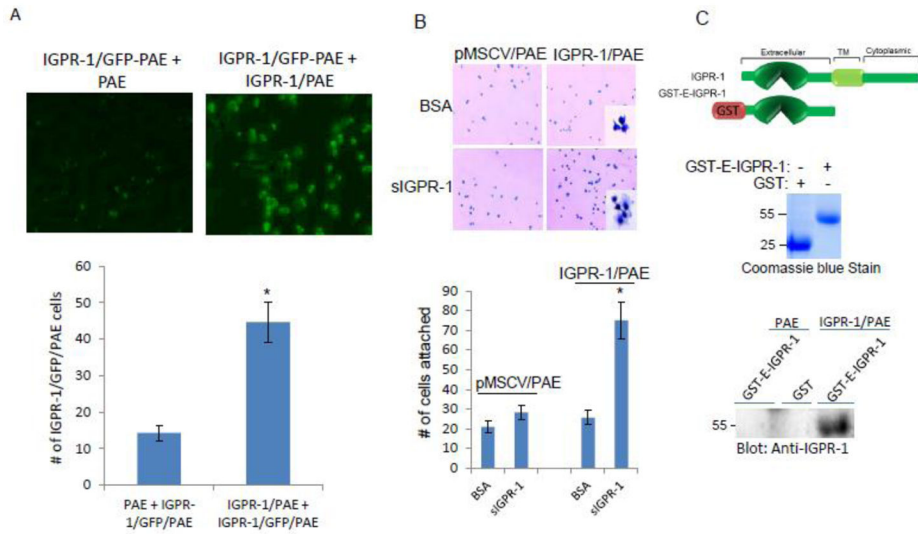 A
IGPR-1/GFP-PAE +
PAE
IGPR-1/GFP-PAE +
IGPR-1/PAE
# of IGPR-1/GFP/PAE cells
60
50
40
30
20
10
0
*
PAE + IGPR-
1/GFP/PAE
IGPR-1/PAE +
IGPR-1/GFP/PAE
B
pMSCV/PAE
IGPR-1/PAE
BSA
sIGPR-1
# of cells attached
90
80
70
60
50
40
30
20
10
0
pMSCV/PAE
IGPR-1/PAE
*
BSA
sIGPR-1
BSA
sIGPR-1
C
Extracellular
TM
Cytoplasmic
IGPR-1
GST-E-IGPR-1
GST
GST-E-IGPR-1: - +
GST: + -
55
25
Coomassie blue Stain
PAE
IGPR-1/PAE
GST-E-IGPR-1
GST
GST-E-IGPR-1
55
Blot: Anti-IGPR-1